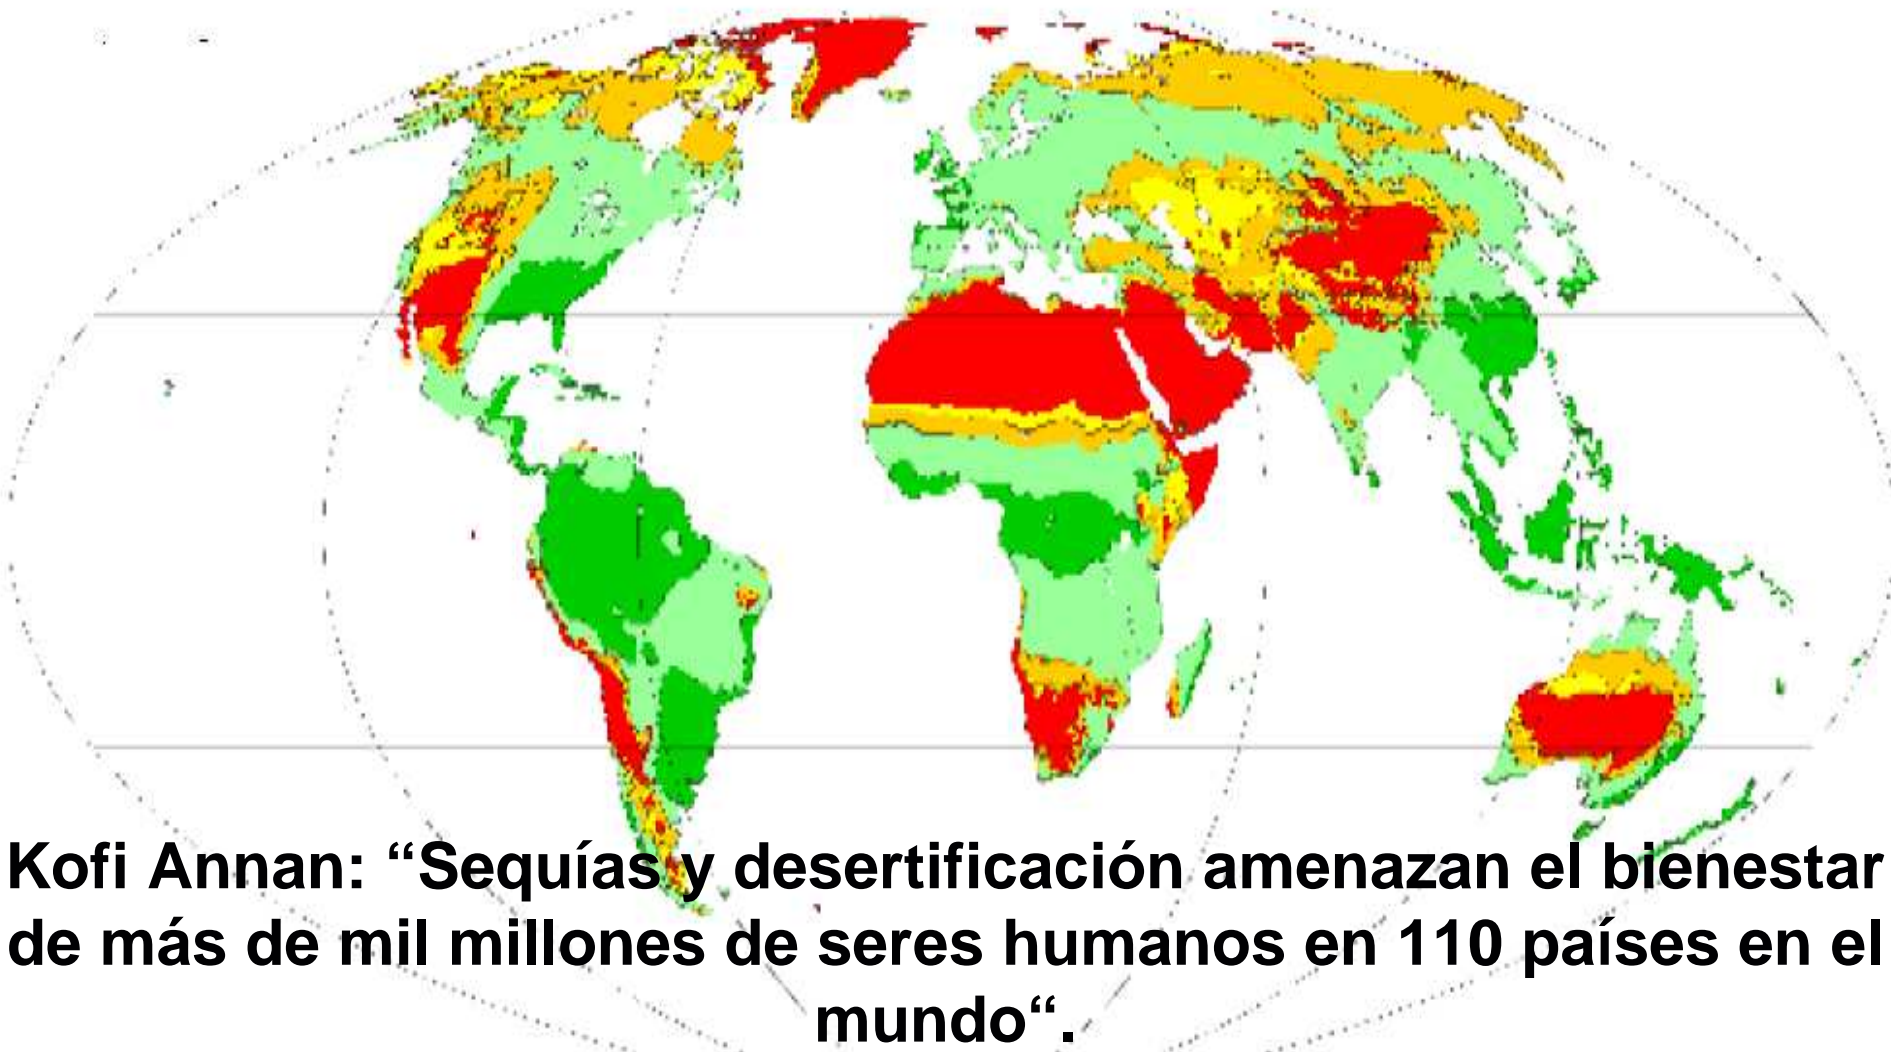 Kofi Annan: “Sequías y desertificación amenazan el bienestar
de más de mil millones de seres humanos en 110 países en el
mundo“.